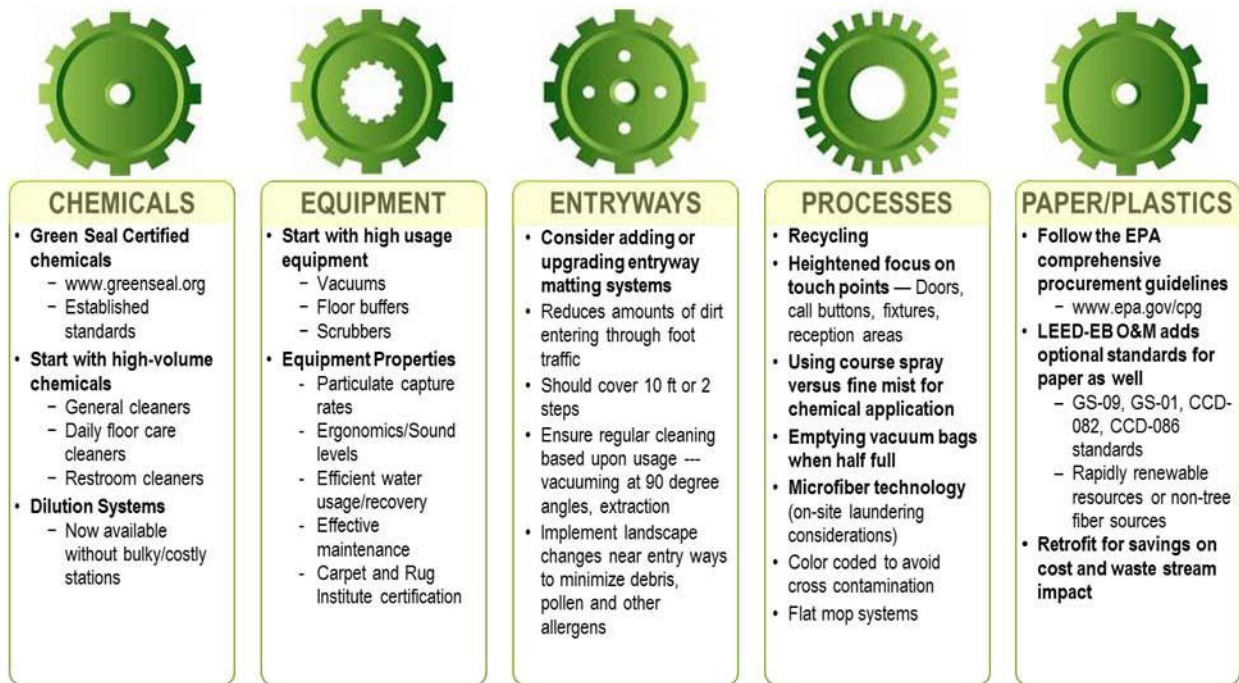 CHEMICALS
• Green Seal Certified
chemicals
– www.greenseal.org
– Established
standards
• Start with high-volume
chemicals
– General cleaners
– Daily floor care
cleaners
– Restroom cleaners
• Dilution Systems
– Now available
without bulky/costly
stations
EQUIPMENT
• Start with high usage
equipment
– Vacuums
– Floor buffers
– Scrubbers
• Equipment Properties
- Particulate capture
rates
- Ergonomics/Sound
levels
- Efficient water
usage/recovery
- Effective
maintenance
- Carpet and Rug
Institute certification
ENTRYWAYS
• Consider adding or
upgrading entryway
matting systems
• Reduces amounts of dirt
entering through foot
traffic
• Should cover 10 ft or 2
steps
• Ensure regular cleaning
based upon usage ---
vacuuming at 90 degree
angles, extraction
• Implement landscape
changes near entry ways
to minimize debris,
pollen and other
allergens
PROCESSES
• Recycling
• Heightened focus on
touch points — Doors,
call buttons, fixtures,
reception areas
• Using course spray
versus fine mist for
chemical application
• Emptying vacuum bags
when half full
• Microfiber technology
(on-site laundering
considerations)
• Color coded to avoid
cross contamination
• Flat mop systems
PAPER/PLASTICS
• Follow the EPA
comprehensive
procurement guidelines
– www.epa.gov/cpg
• LEED-EB O&M adds
optional standards for
paper as well
– GS-09, GS-01, CCD-
082, CCD-086
standards
– Rapidly renewable
resources or non-tree
fiber sources
• Retrofit for savings on
cost and waste stream
impact